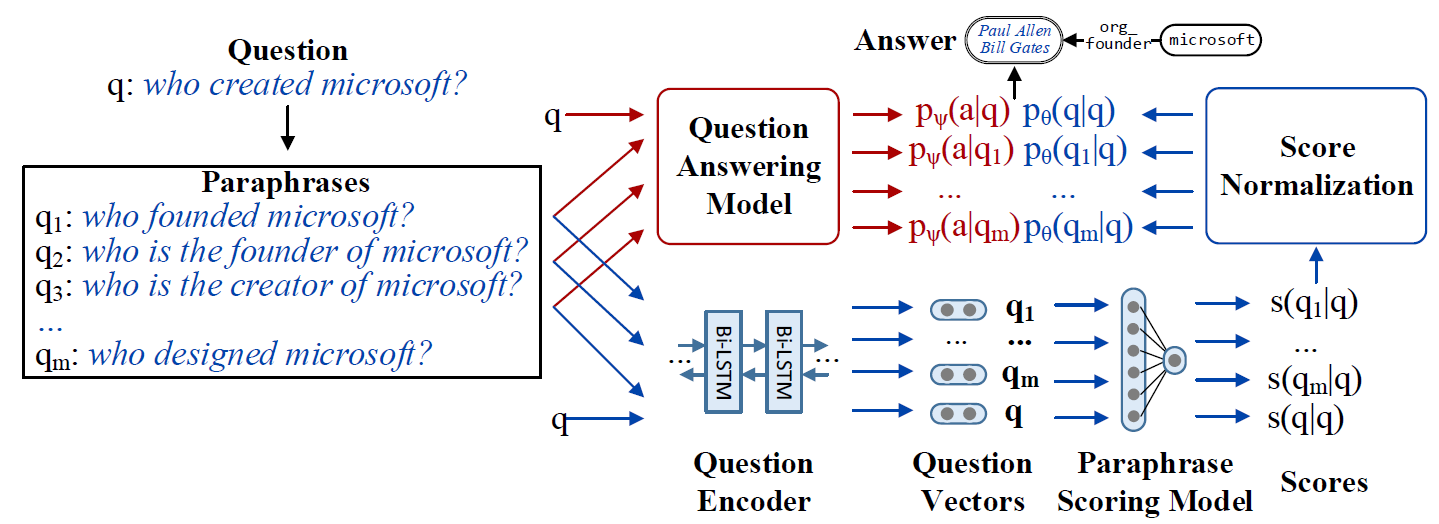 Question
q: who created microsoft?
Paraphrases
q₁: who founded microsoft?
q₂: who is the founder of microsoft?
q₃: who is the creator of microsoft?
...
qₘ: who designed microsoft?
q
q
Question
Answering
Model
Answer
Paul Allen
Bill Gates
org_
founder
microsoft
pψ(a|q) pθ(q|q)
pψ(a|q₁) pθ(q₁|q)
... ...
pψ(a|qₘ) pθ(qₘ|q)
Score
Normalization
...
Bi-LSTM
Bi-LSTM
...
Question
Encoder
q₁
... ...
qₘ
q
Question
Vectors
Paraphrase
Scoring Model
s(q₁|q)
...
s(qₘ|q)
s(q|q)
Scores